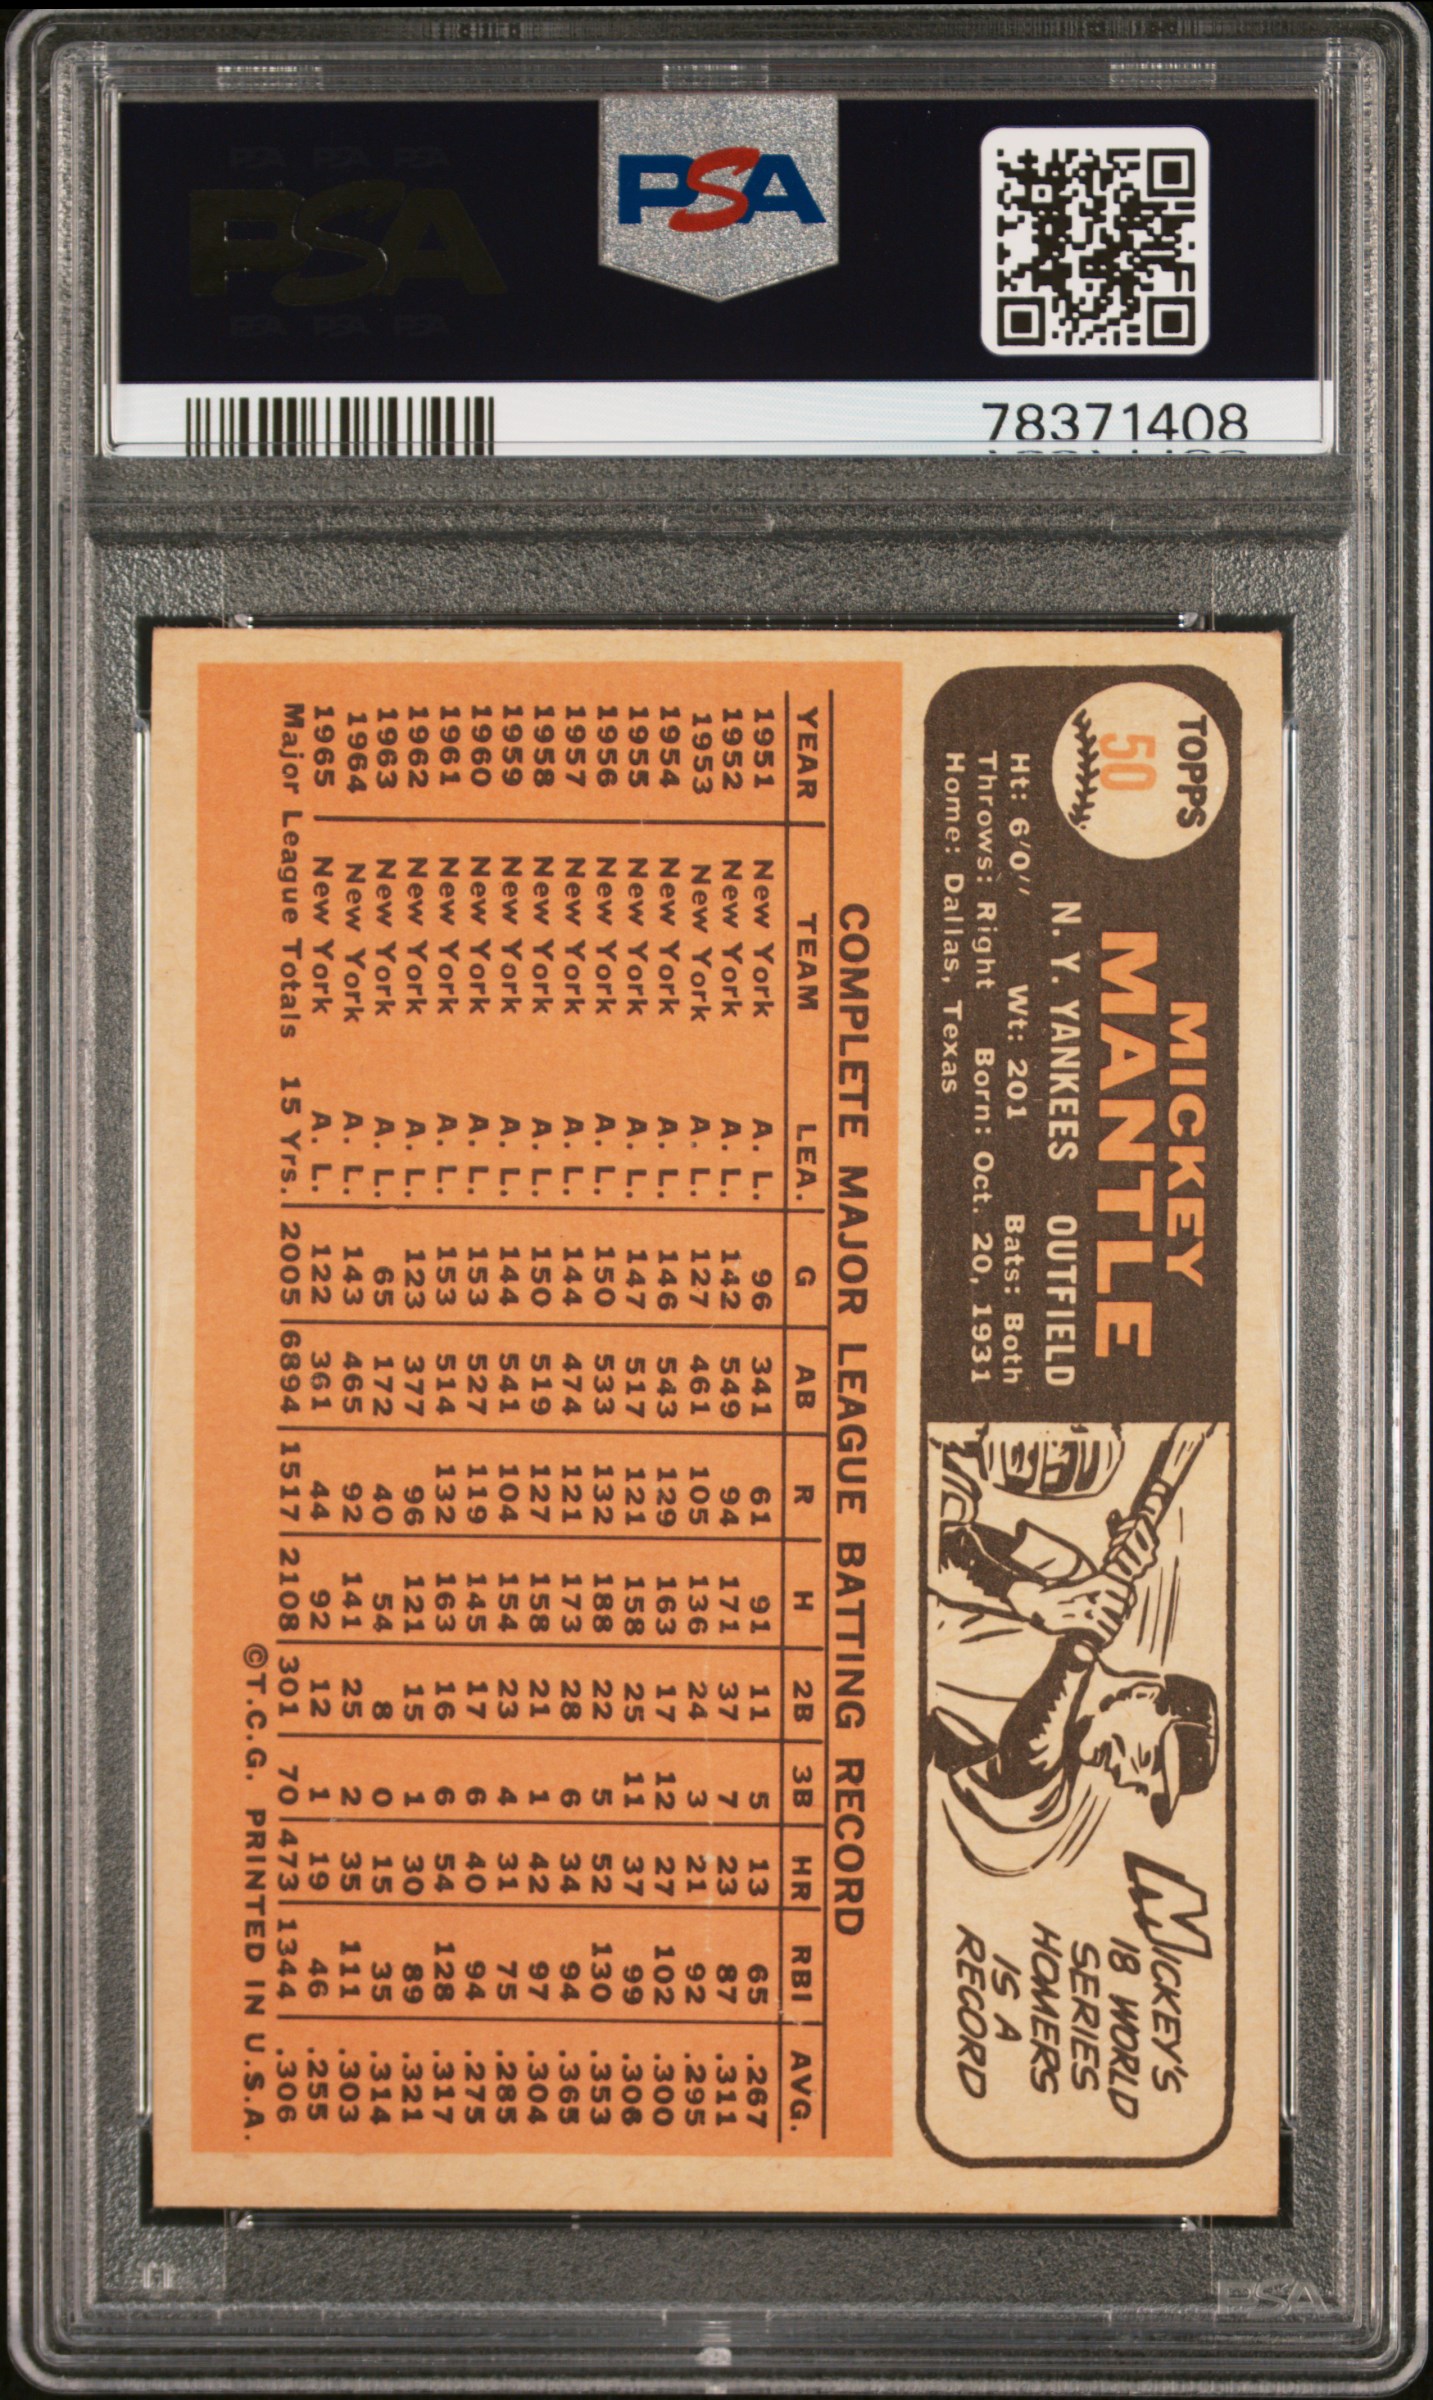 PSA PSA PSA
PSA
PSA PSA PSA
PSA
78371408
TOPPS
50
MICKEY
MANTLE
N. Y. YANKEES OUTFIELD
Ht: 6'0'' Wt: 201 Bats: Both
Throws: Right Born: Oct. 20, 1931
Home: Dallas, Texas
MICKEY'S
18 WORLD
SERIES
HOMERS
IS A
RECORD
COMPLETE MAJOR LEAGUE BATTING RECORD
YEAR TEAM LEA. G AB R H 2B 3B HR RBI AVG.
1951 New York A. L. 96 341 61 91 11 5 13 65 .267
1952 New York A. L. 142 549 94 171 37 7 23 87 .311
1953 New York A. L. 127 461 105 136 24 3 21 92 .295
1954 New York A. L. 146 543 129 163 17 12 27 102 .300
1955 New York A. L. 147 517 121 158 25 11 37 99 .306
1956 New York A. L. 150 533 132 188 22 5 52 130 .353
1957 New York A. L. 144 474 121 173 28 6 34 94 .365
1958 New York A. L. 150 519 127 158 21 1 42 97 .304
1959 New York A. L. 144 541 104 154 23 4 31 75 .285
1960 New York A. L. 153 527 119 145 17 6 40 94 .275
1961 New York A. L. 153 514 132 163 16 6 54 128 .317
1962 New York A. L. 123 377 96 121 15 1 30 89 .321
1963 New York A. L. 65 172 40 54 8 0 15 35 .314
1964 New York A. L. 143 465 92 141 25 2 35 111 .303
1965 New York A. L. 122 361 44 92 12 1 19 46 .255
Major League Totals 15 Yrs. 2005 6894 1517 2108 301 70 473 1344 .306
©T.C.G. PRINTED IN U.S.A.
PSA